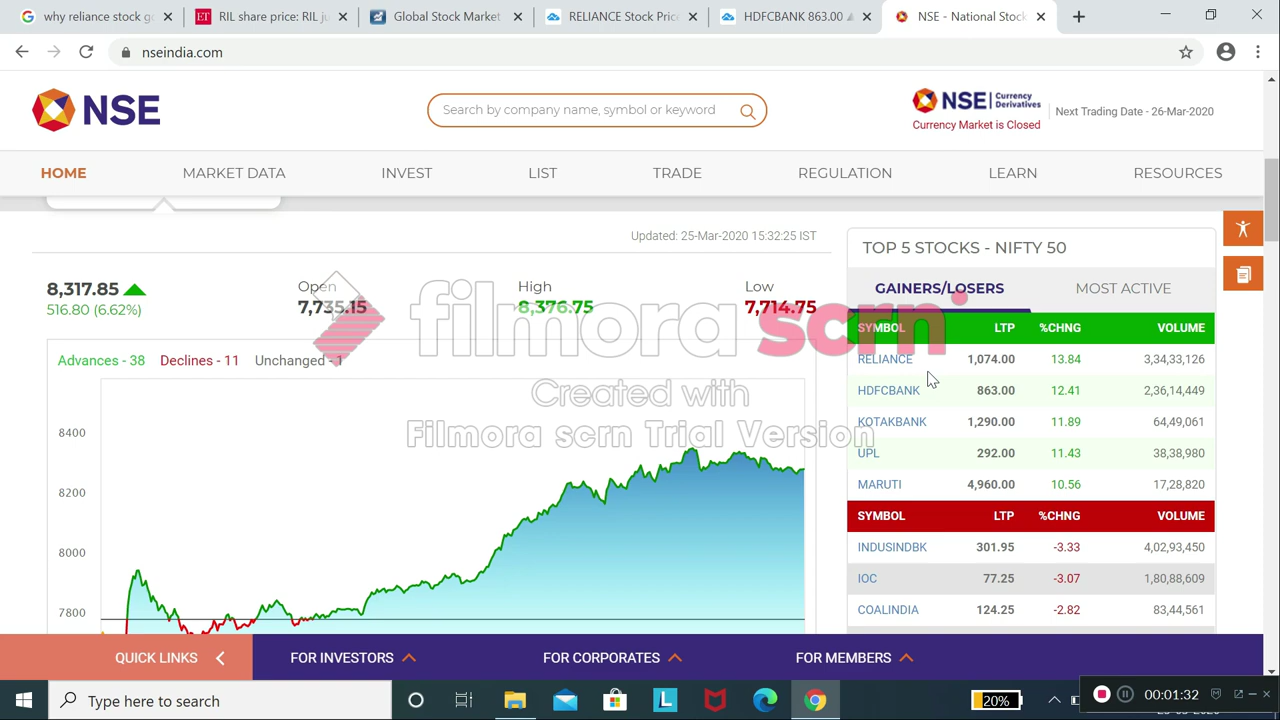 why reliance stock g
RIL share price: RIL ju
Global Stock Market
RELIANCE Stock Pric
HDFCBANK 863.00
NSE - National Stock
nseindia.com
NSE
Search by company name, symbol or keyword
NSE Currency Derivatives
Currency Market is Closed
Next Trading Date - 26-Mar-2020
HOME MARKET DATA INVEST LIST TRADE REGULATION LEARN RESOURCES
Updated: 25-Mar-2020 15:32:25 IST
8,317.85
516.80 (6.62%)
Open
7,735.15
High
8,376.75
Low
7,714.75
Advances - 38 Declines - 11 Unchanged - 1
8400
8200
8000
7800
TOP 5 STOCKS - NIFTY 50
GAINERS/LOSERS MOST ACTIVE
SYMBOL LTP %CHNG VOLUME
RELIANCE 1,074.00 13.84 3,34,33,126
HDFCBANK 863.00 12.41 2,36,14,449
KOTAKBANK 1,290.00 11.89 64,49,061
UPL 292.00 11.43 38,38,980
MARUTI 4,960.00 10.56 17,28,820
SYMBOL LTP %CHNG VOLUME
INDUSINDBK 301.95 -3.33 4,02,93,450
IOC 77.25 -3.07 1,80,88,609
COALINDIA 124.25 -2.82 83,44,561
filmora scrn
Created with
Filmora scrn Trial Version
QUICK LINKS FOR INVESTORS FOR CORPORATES FOR MEMBERS
Type here to search
20%
00:01:32